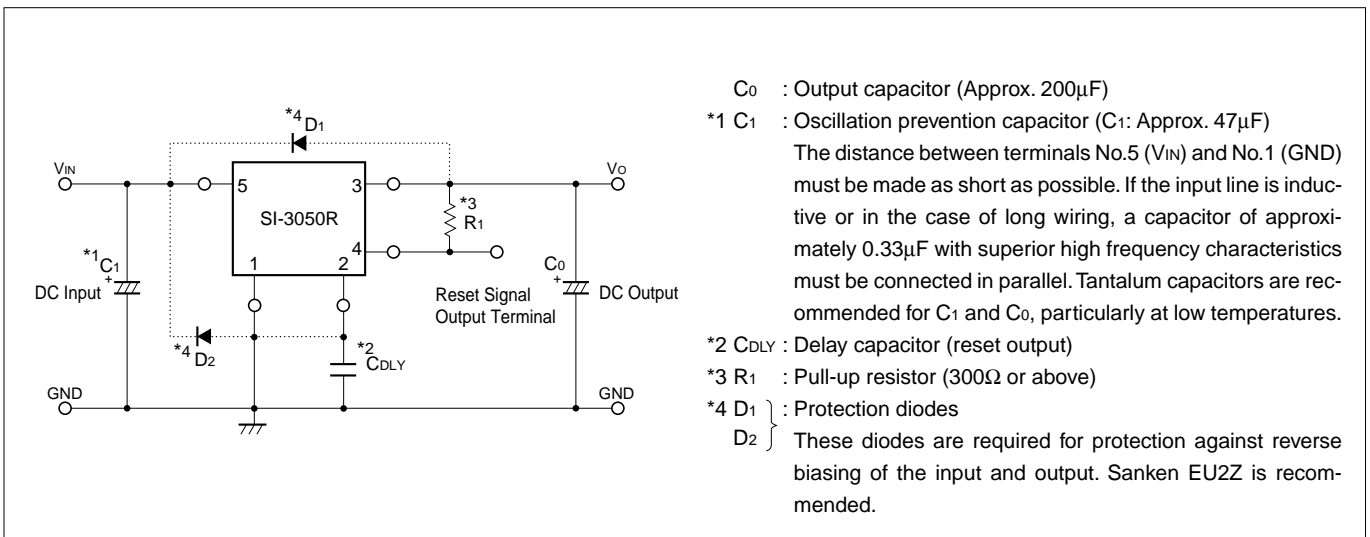 *4 D1
VIN
VO
5
3
SI-3050R
*3
R1
4
1
2
*1 C1
+
DC Input
C0
+
DC Output
Reset Signal
Output Terminal
*4 D2
*2
CDLY
GND
GND
C0 : Output capacitor (Approx. 200μF)
*1 C1 : Oscillation prevention capacitor (C1: Approx. 47μF)
The distance between terminals No.5 (VIN) and No.1 (GND)
must be made as short as possible. If the input line is induc-
tive or in the case of long wiring, a capacitor of approxi-
mately 0.33μF with superior high frequency characteristics
must be connected in parallel. Tantalum capacitors are rec-
ommended for C1 and C0, particularly at low temperatures.
*2 CDLY : Delay capacitor (reset output)
*3 R1 : Pull-up resistor (300Ω or above)
*4 D1 : Protection diodes
D2 These diodes are required for protection against reverse
biasing of the input and output. Sanken EU2Z is recom-
mended.